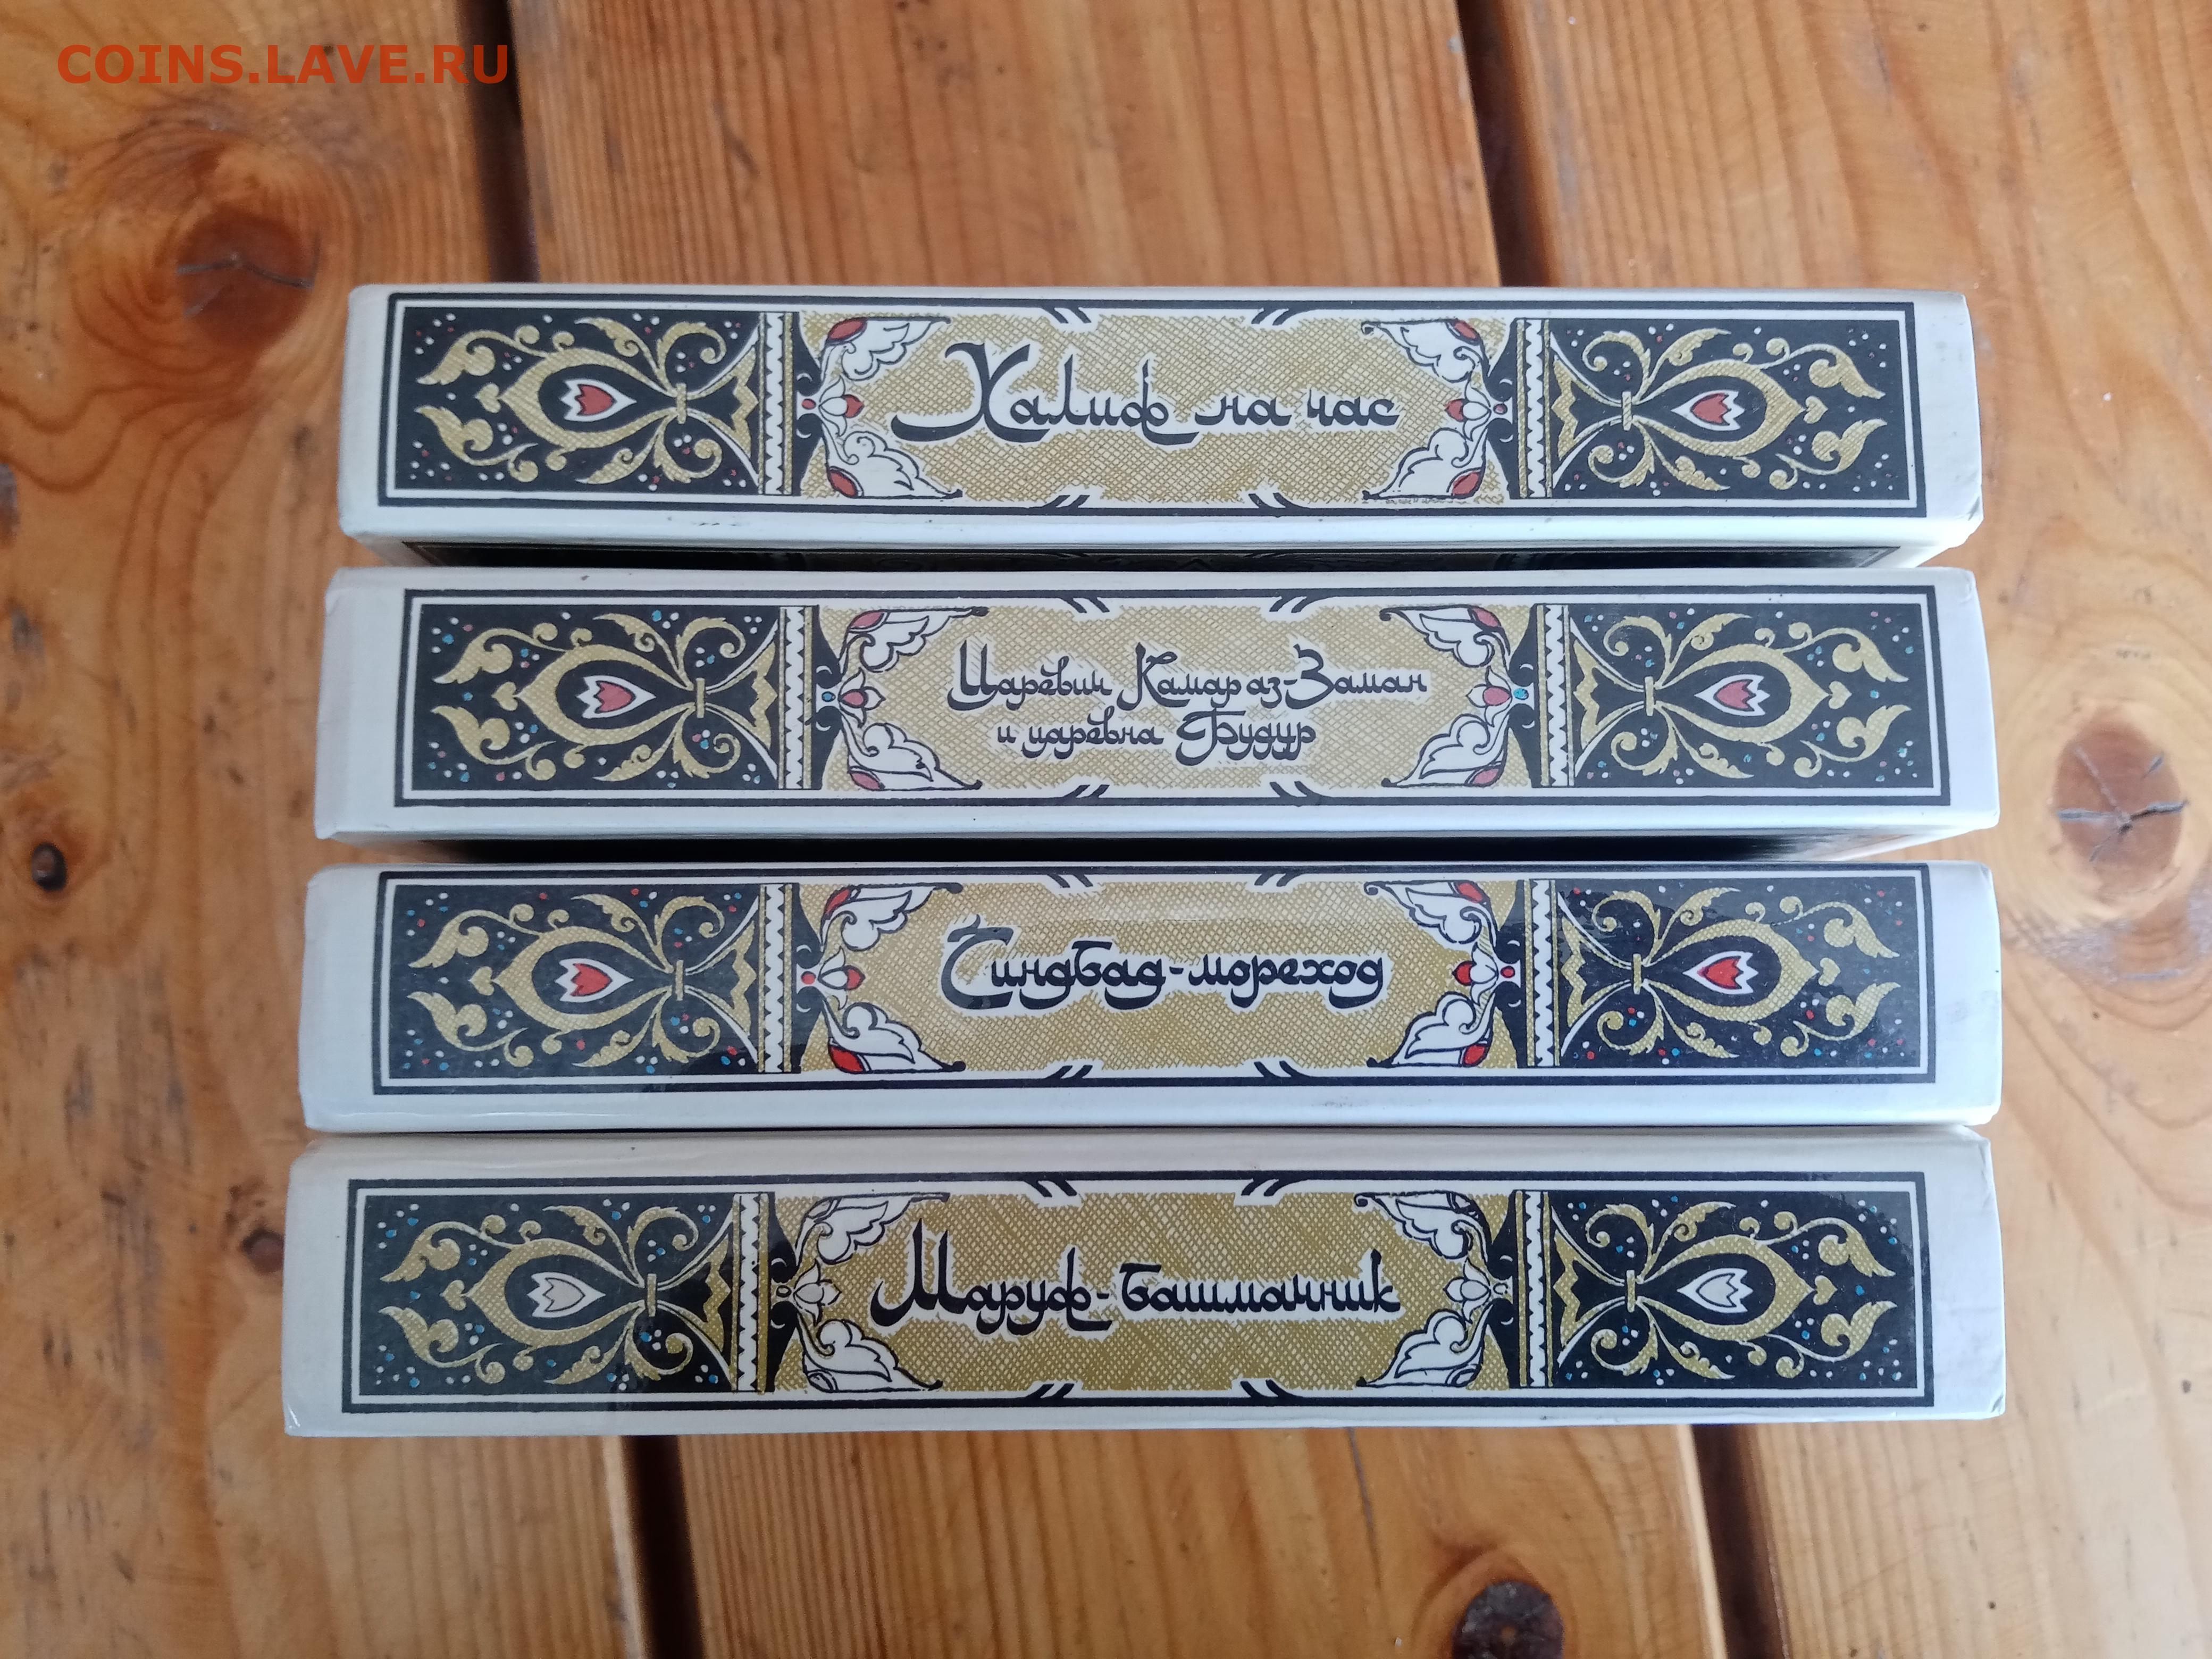 COINS.LAVE.RU
Халиф на час
Царевич Камар аз-Заман
и царевна Будур
Синдбад-мореход
Маруф-башмачник